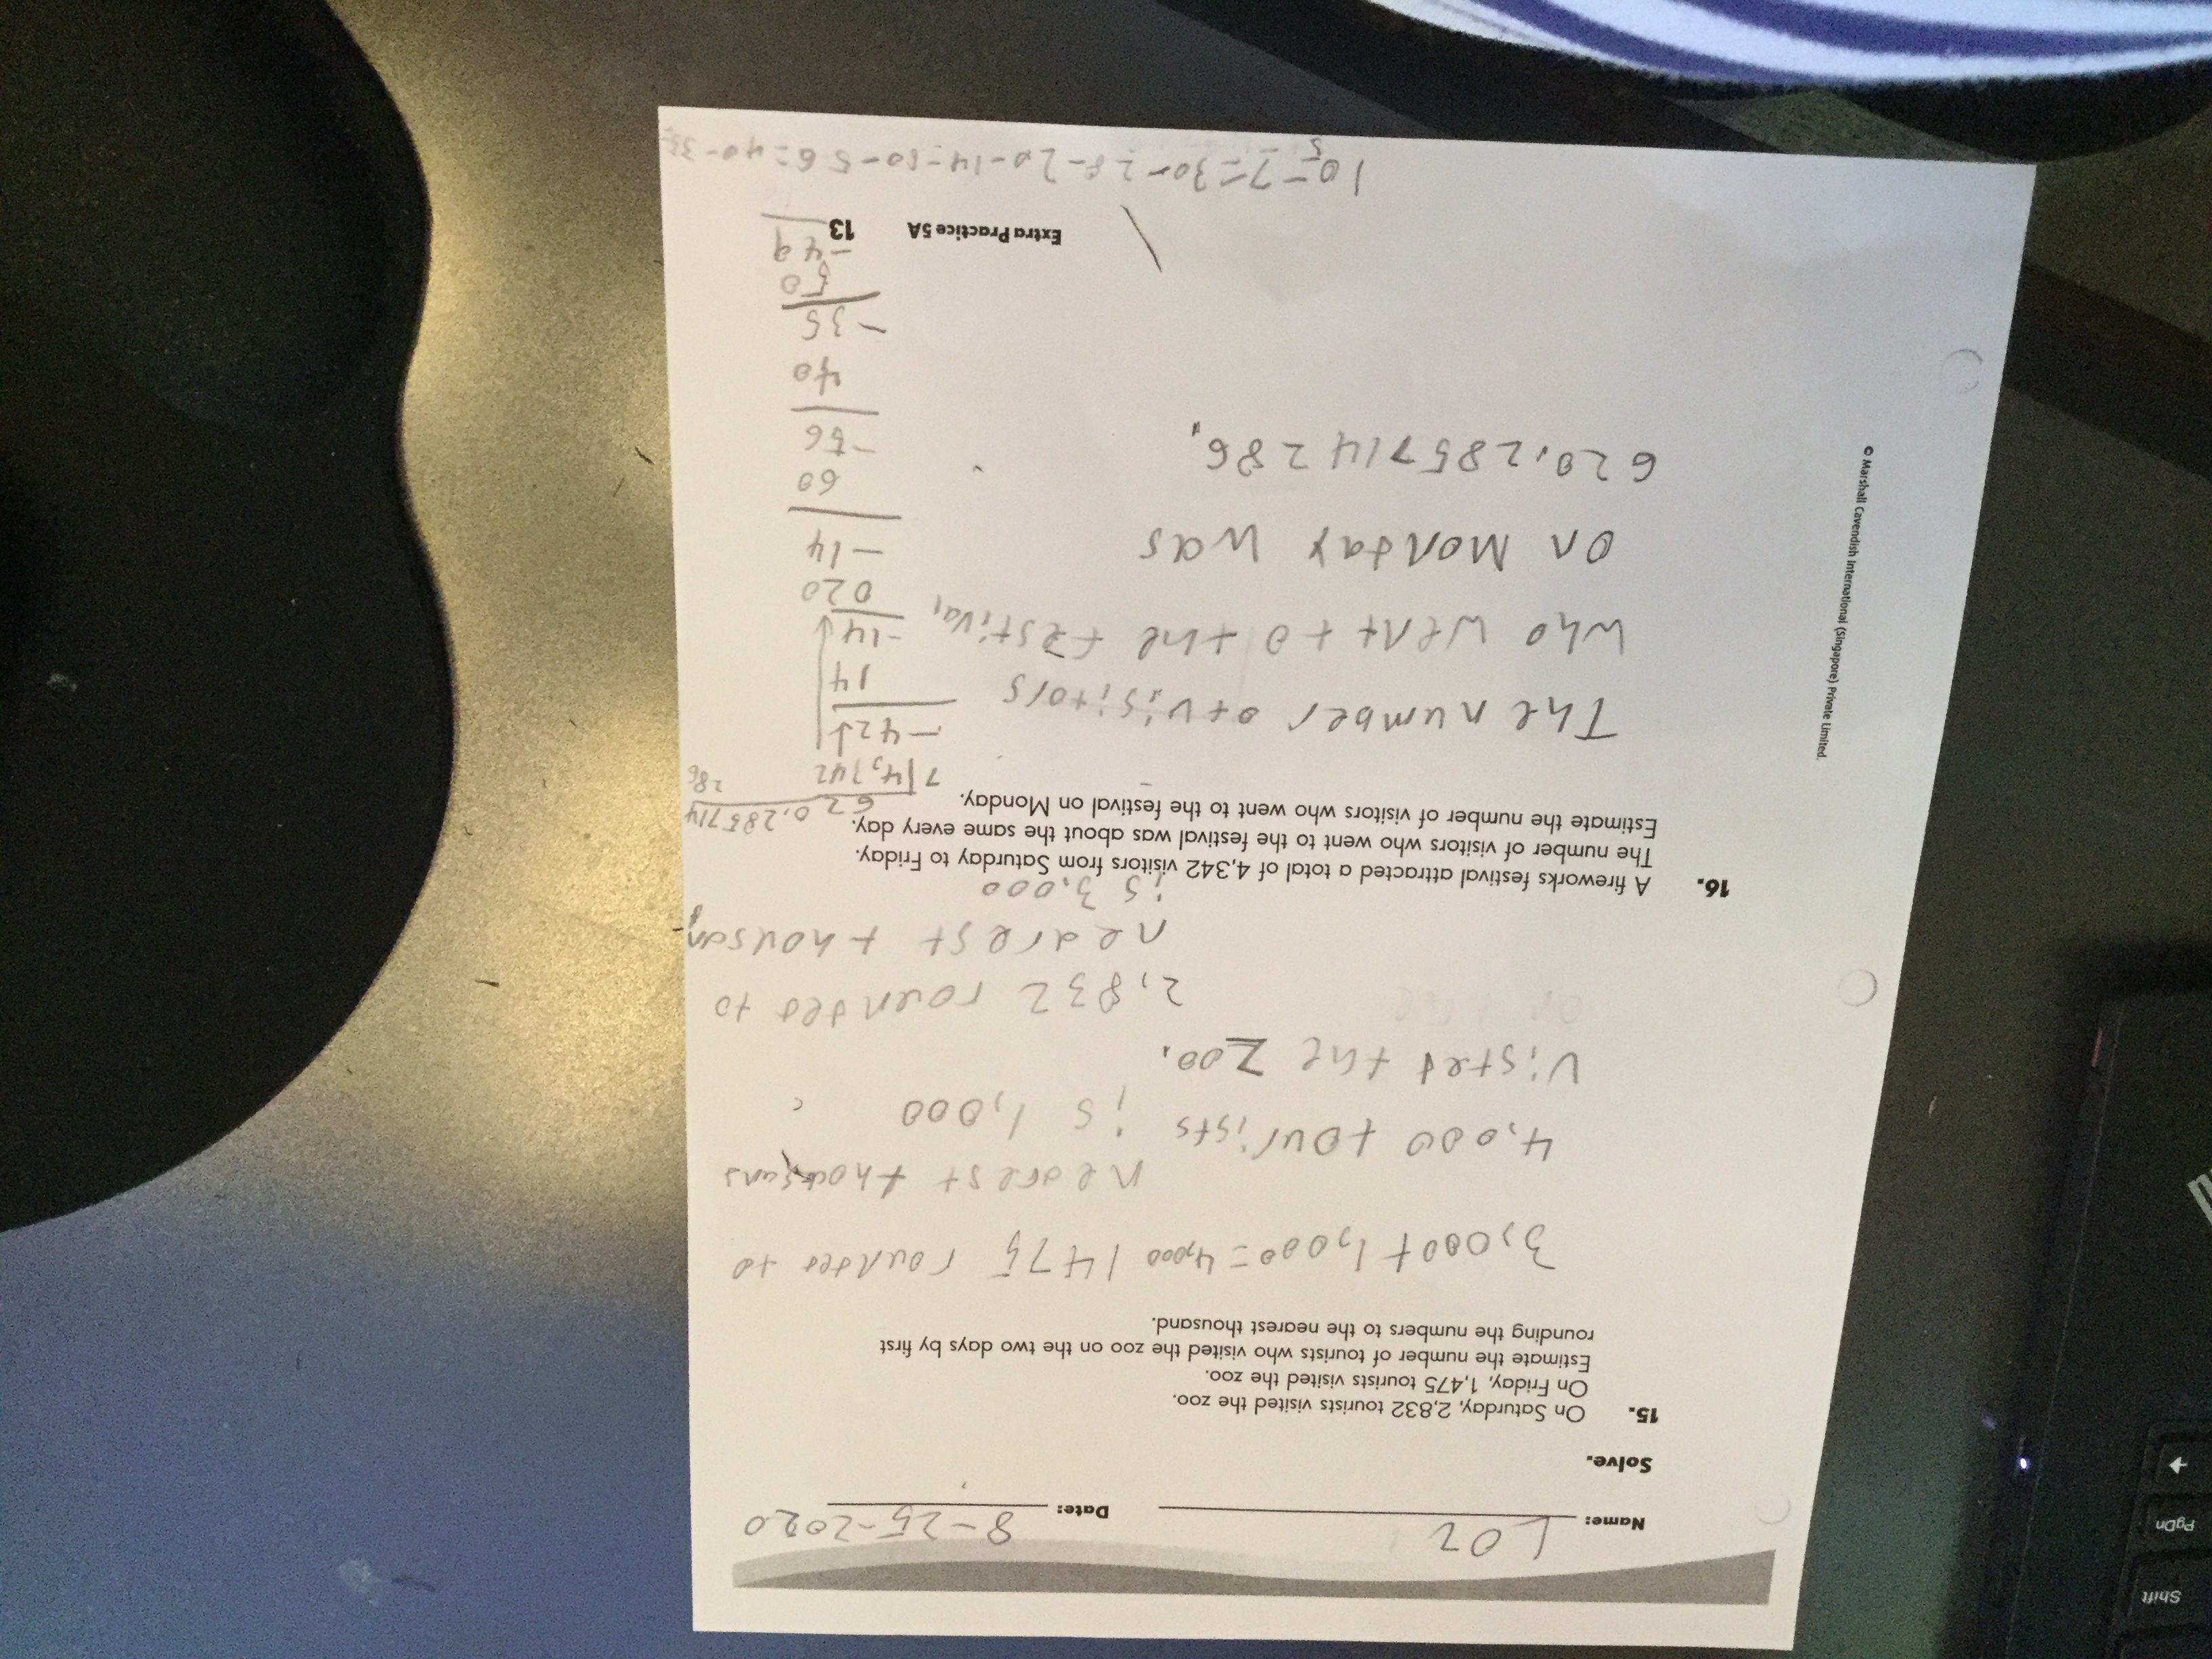 Shift
PgDn
Name: LOZ
Date: 8-25-2020
Solve.
15. On Saturday, 2,832 tourists visited the zoo.
On Friday, 1,475 tourists visited the zoo.
Estimate the number of tourists who visited the zoo on the two days by first
rounding the numbers to the nearest thousand.
3,000+1,000=4,000
4,000 tourists
Vistet the Zoo.
1475 rounded to
nearest thousand
is 1,000
2,832 rounded to
nearest thousan
is 3,000
16. A fireworks festival attracted a total of 4,342 visitors from Saturday to Friday.
The number of visitors who went to the festival was about the same every day.
Estimate the number of visitors who went to the festival on Monday.
The number of visitors
who went to the festival
on Monday was
620.285714286.
620.285714
286
7 4,342
-42
14
-14
020
-14
60
-56
40
-35
50
-49
© Marshall Cavendish International (Singapore) Private Limited.
Extra Practice 5A 13
10-7=30-28-20-14=60-56=40-35=
5